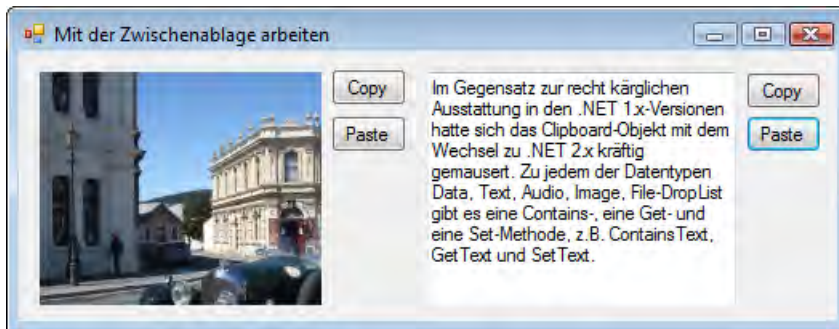 Mit der Zwischenablage arbeiten
Copy
Paste
Im Gegensatz zur recht kärglichen
Ausstattung in den .NET 1.x-Versionen
hatte sich das Clipboard-Objekt mit dem
Wechsel zu .NET 2.x kräftig
gemausert. Zu jedem der Datentypen
Data, Text, Audio, Image, File-DropList
gibt es eine Contains-, eine Get- und
eine Set-Methode, z.B. ContainsText,
GetText und SetText.
Copy
Paste